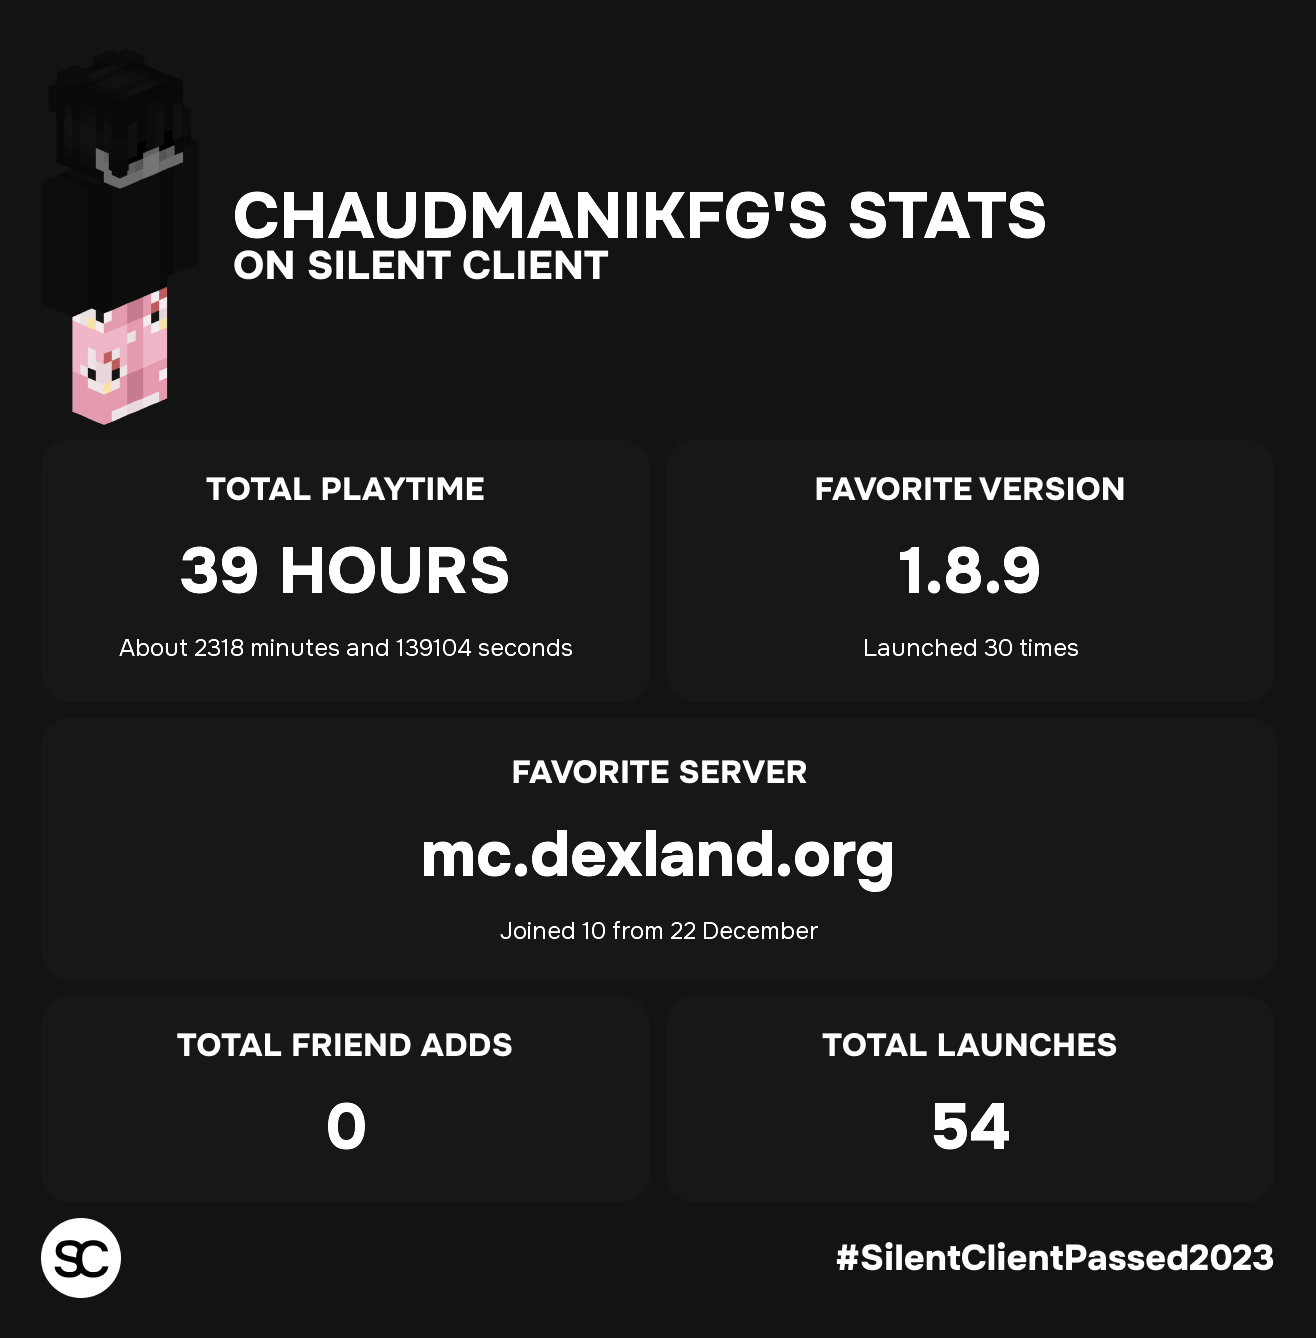 CHAUDMANIKFG'S STATS
ON SILENT CLIENT
TOTAL PLAYTIME
39 HOURS
About 2318 minutes and 139104 seconds
FAVORITE VERSION
1.8.9
Launched 30 times
FAVORITE SERVER
mc.dexland.org
Joined 10 from 22 December
TOTAL FRIEND ADDS
0
TOTAL LAUNCHES
54
SC
#SilentClientPassed2023